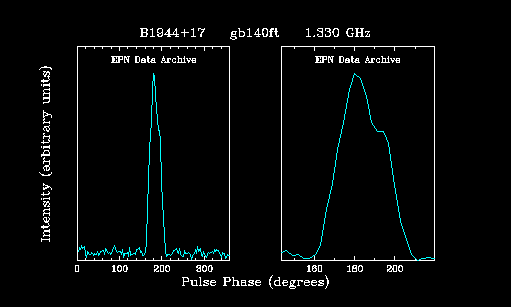 B1944+17 gb140ft 1.330 GHz
EPN Data Archive
EPN Data Archive
Intensity (arbitrary units)
0 100 200 300
160 180 200
Pulse Phase (degrees)